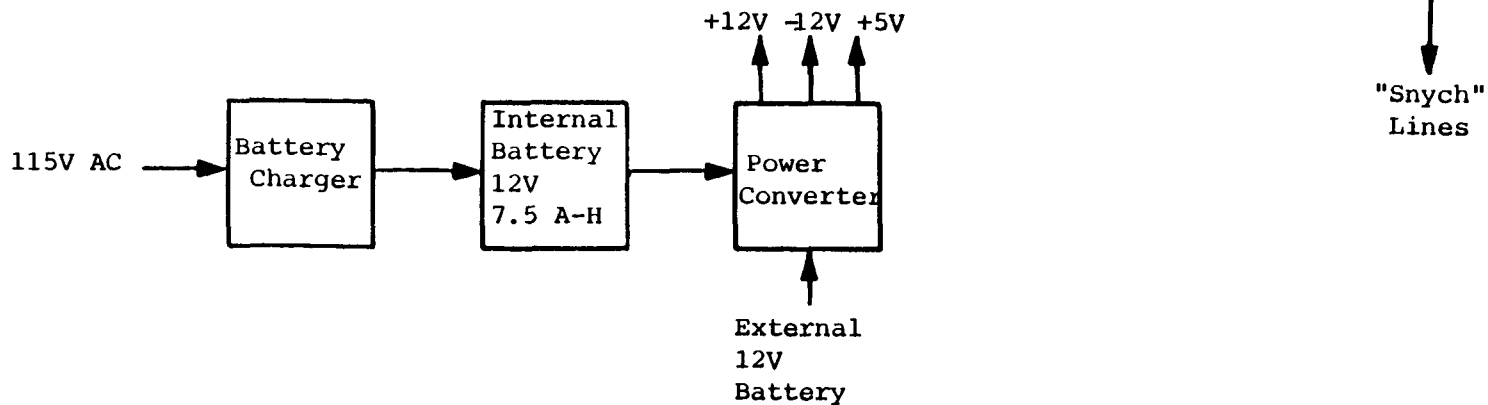 +12V -12V +5V
"Snych"
Lines
115V AC
Battery
Charger
Internal
Battery
12V
7.5 A-H
Power
Converter
External
12V
Battery